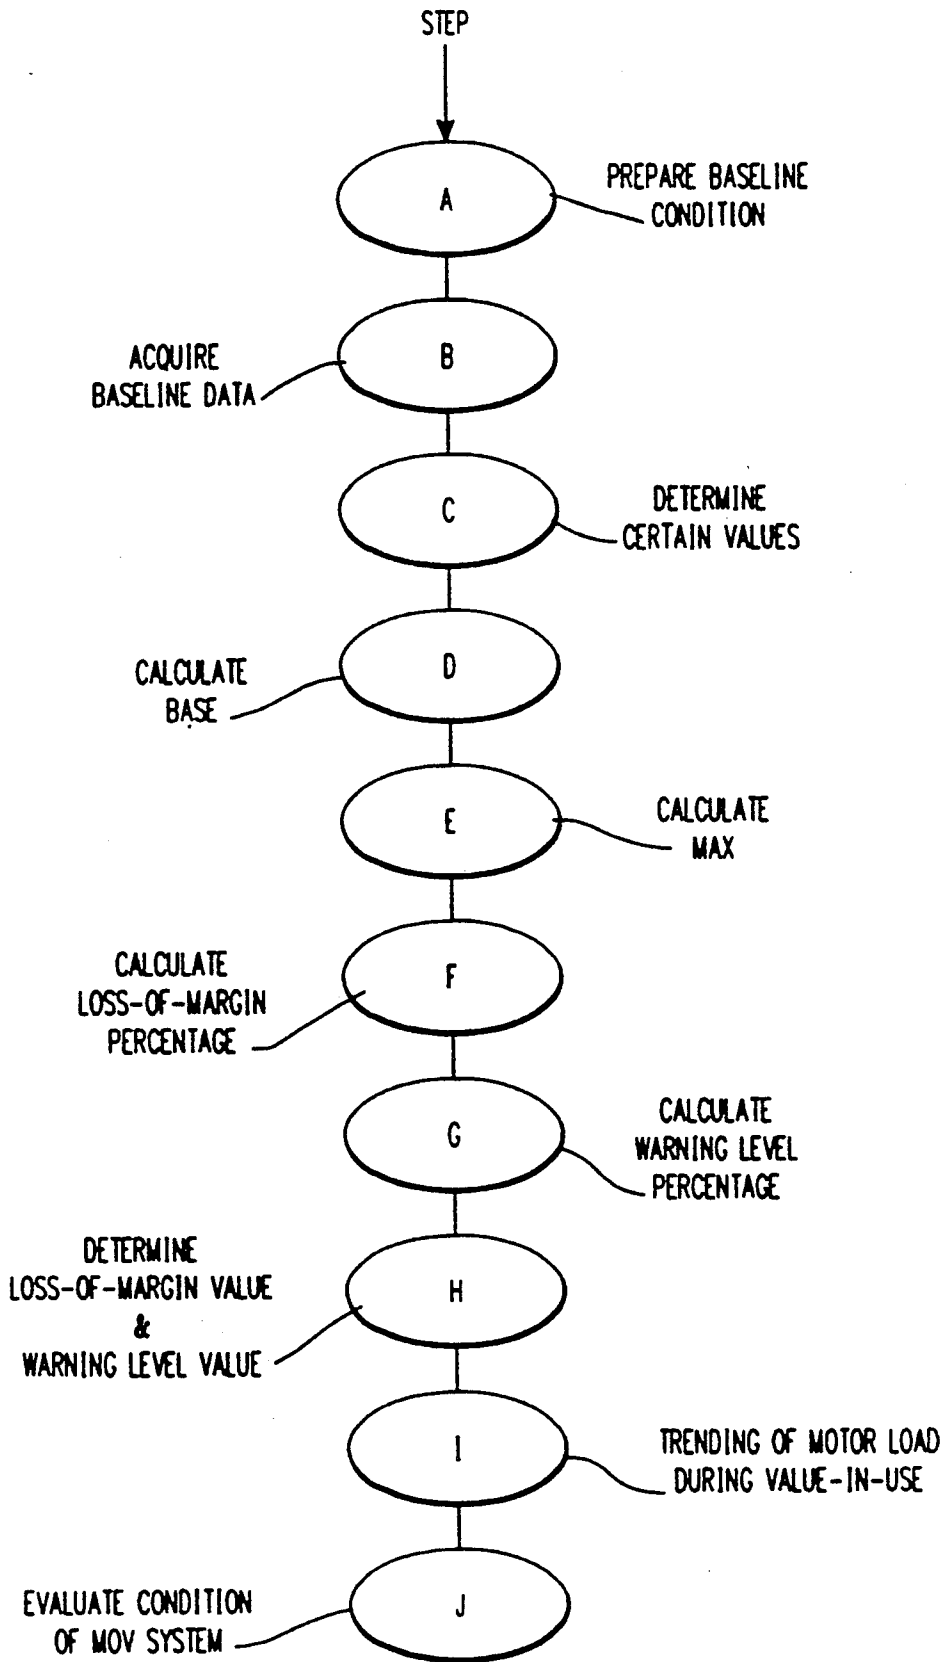 STEP
A
PREPARE BASELINE
CONDITION
B
ACQUIRE
BASELINE DATA
C
DETERMINE
CERTAIN VALUES
D
CALCULATE
BASE
E
CALCULATE
MAX
F
CALCULATE
LOSS-OF-MARGIN
PERCENTAGE
G
CALCULATE
WARNING LEVEL
PERCENTAGE
H
DETERMINE
LOSS-OF-MARGIN VALUE
&
WARNING LEVEL VALUE
I
TRENDING OF MOTOR LOAD
DURING VALUE-IN-USE
J
EVALUATE CONDITION
OF MOV SYSTEM